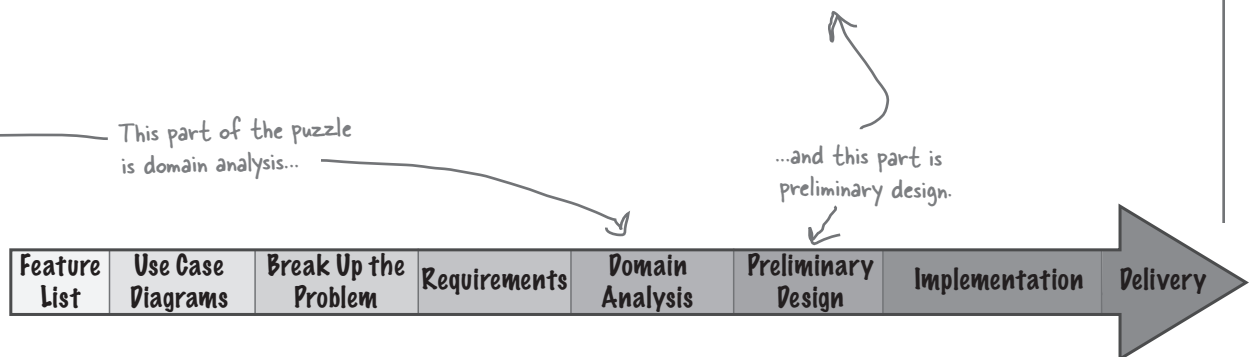 This part of the puzzle
is domain analysis...
...and this part is
preliminary design.
Feature
List
Use Case
Diagrams
Break Up the
Problem
Requirements
Domain
Analysis
Preliminary
Design
Implementation
Delivery